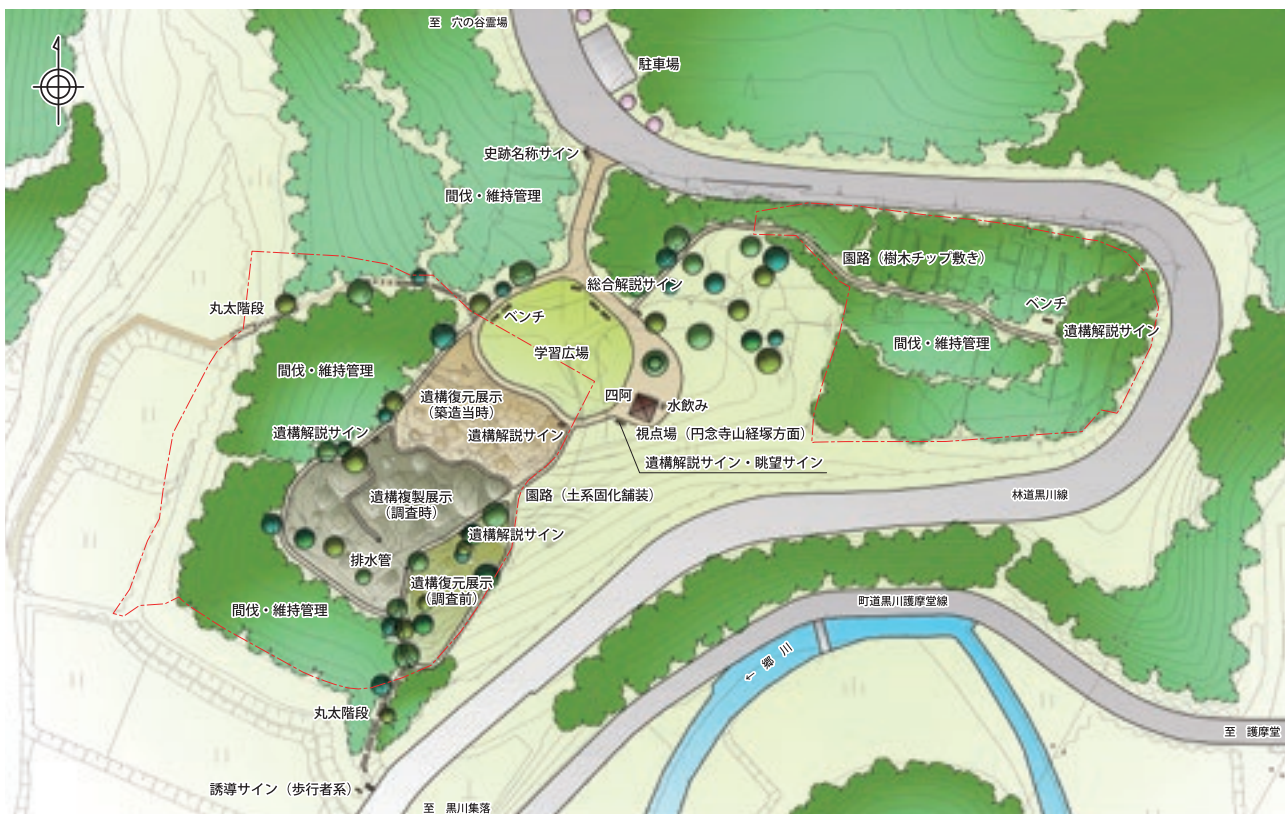 至　穴の谷霊場
駐車場
史跡名称サイン
間伐・維持管理
園路（樹木チップ敷き）
総合解説サイン
丸太階段
ベンチ
ベンチ
遺構解説サイン
間伐・維持管理
学習広場
間伐・維持管理
遺構復元展示
（築造当時）
四阿
水飲み
遺構解説サイン
遺構解説サイン
視点場（円念寺山経塚方面）
遺構解説サイン・眺望サイン
遺構複製展示
（調査時）
園路（土系固化舗装）
林道黒川線
遺構解説サイン
排水管
遺構復元展示
（調査前）
間伐・維持管理
町道黒川護摩堂線
←郷川
丸太階段
至　護摩堂
誘導サイン（歩行者系）
至　黒川集落